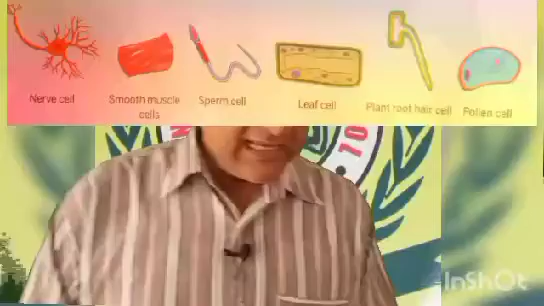 Nerve cell
Smooth muscle
cells
Sperm cell
Leaf cell
Plant root hair cell
Pollen cell
InShOt